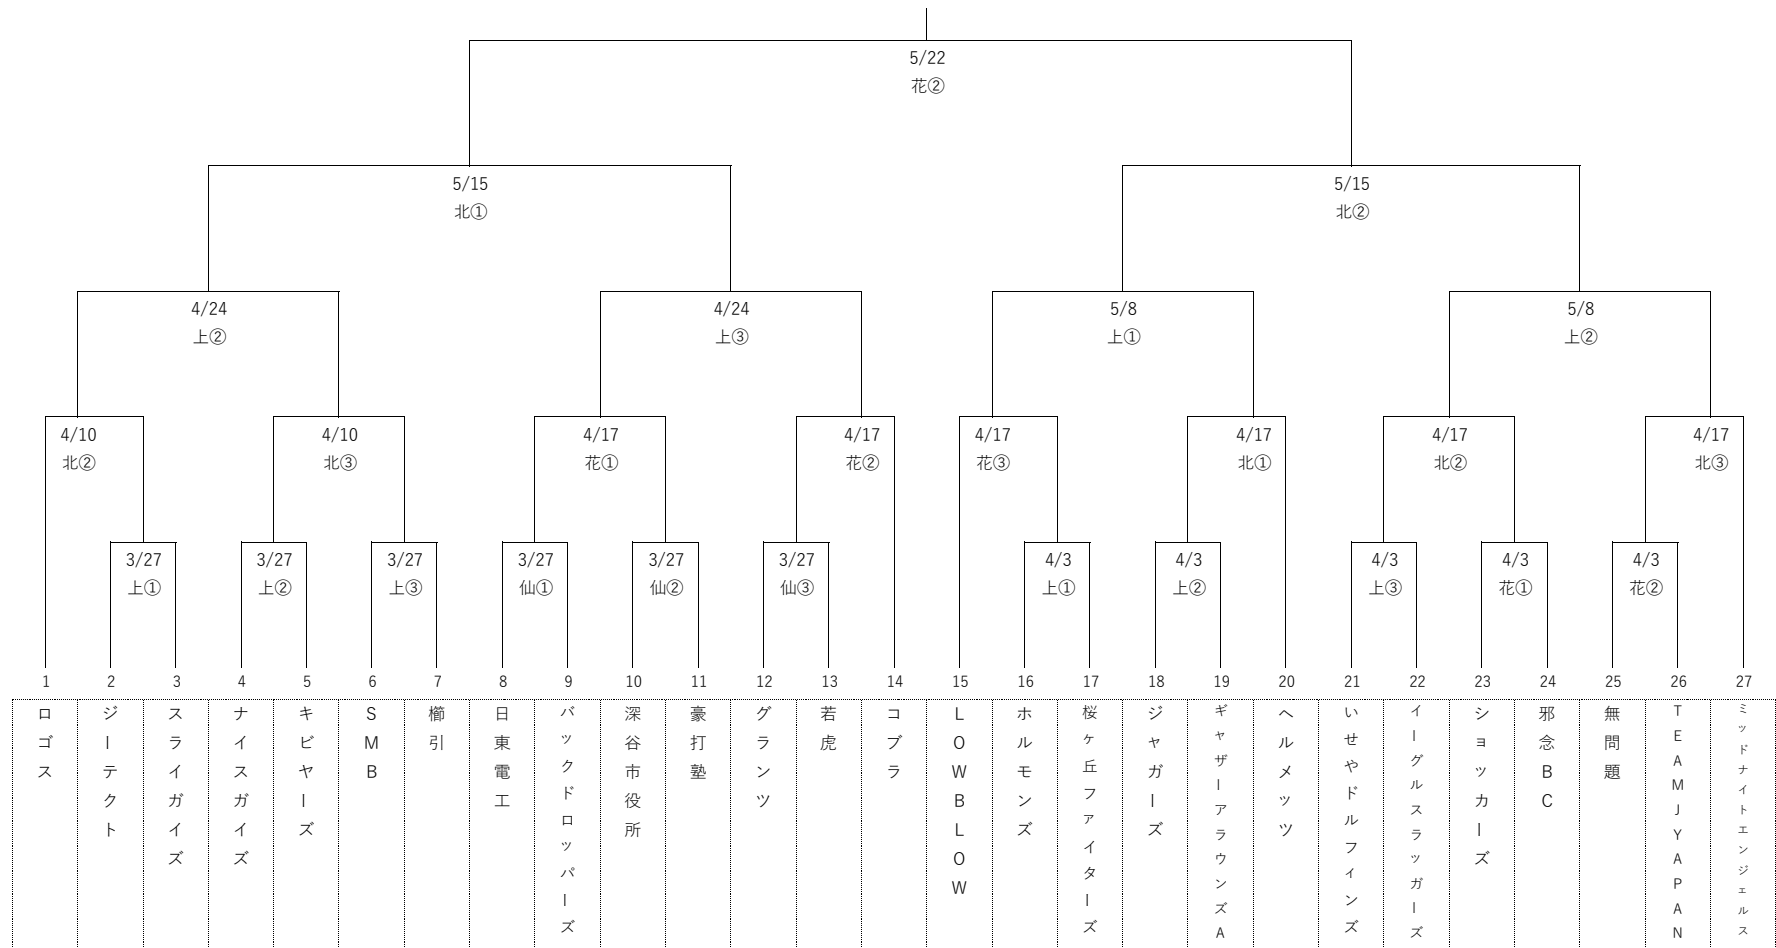 5/22
花②
5/15
北①
5/15
北②
4/24
上②
4/24
上③
5/8
上①
5/8
上②
4/10
北②
4/10
北③
4/17
花①
4/17
花②
4/17
花③
4/17
北①
4/17
北②
4/17
北③
3/27
上①
3/27
上②
3/27
上③
3/27
仙①
3/27
仙②
3/27
仙③
4/3
上①
4/3
上②
4/3
上③
4/3
花①
4/3
花②
1 2 3 4 5 6 7 8 9 10 11 12 13 14 15 16 17 18 19 20 21 22 23 24 25 26 27
ロゴス
ジーテクト
スライガイズ
ナイスガイズ
キビヤーズ
SMB
櫛引
日東電工
バックドロッパーズ
深谷市役所
豪打塾
グランツ
若虎
コブラ
LOWBLOW
ホルモンズ
桜ヶ丘ファイターズ
ジャガーズ
ギャザーアラウンズA
ヘルメッツ
いせやドルフィンズ
イーグルスラッガーズ
ショッカーズ
邪念BC
無問題
TEAMJYAPAN
ミッドナイトエンジェルス